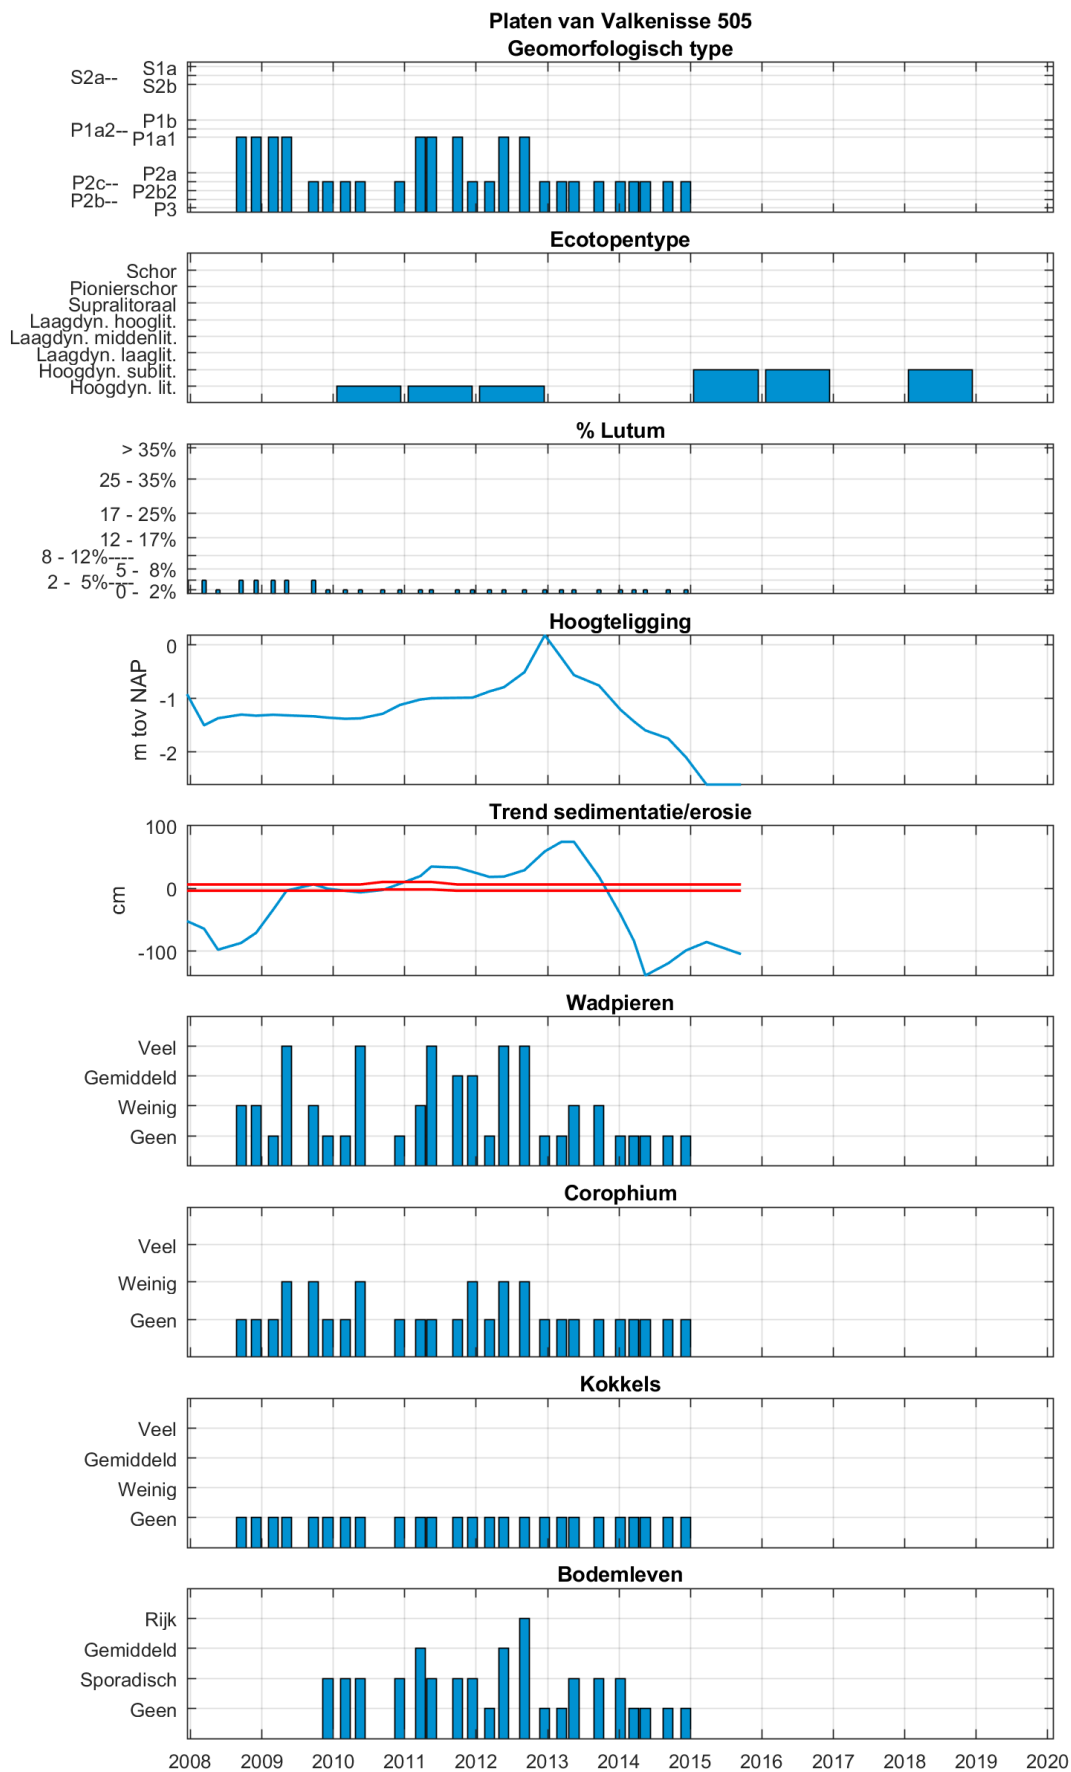 Platen van Valkenisse 505
Geomorfologisch type
S1a
S2a--
S2b
P1b
P1a2--
P1a1
P2a
P2c--
P2b2
P2b--
P3
Ecotopentype
Schor
Pionierschor
Supralitoraal
Laagdyn. hooglit.
Laagdyn. middenlit.
Laagdyn. laaglit.
Hoogdyn. sublit.
Hoogdyn. lit.
% Lutum
> 35%
25 - 35%
17 - 25%
12 - 17%
8 - 12%----
5 - 8%
2 - 5%----
0 - 2%
Hoogteligging
m tov NAP
0
-1
-2
Trend sedimentatie/erosie
cm
100
0
-100
Wadpieren
Veel
Gemiddeld
Weinig
Geen
Corophium
Veel
Weinig
Geen
Kokkels
Veel
Gemiddeld
Weinig
Geen
Bodemleven
Rijk
Gemiddeld
Sporadisch
Geen
2008 2009 2010 2011 2012 2013 2014 2015 2016 2017 2018 2019 2020